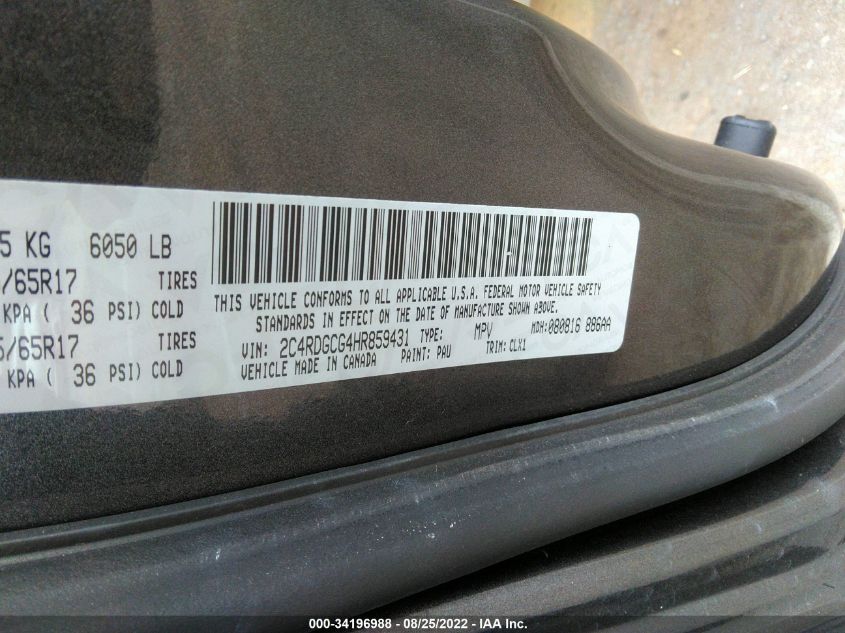 5 KG 6050 LB
/65R17 TIRES
KPA ( 36 PSI) COLD
5/65R17 TIRES
KPA ( 36 PSI) COLD
THIS VEHICLE CONFORMS TO ALL APPLICABLE U.S.A. FEDERAL MOTOR VEHICLE SAFETY
STANDARDS IN EFFECT ON THE DATE OF MANUFACTURE SHOWN ABOVE.
VIN: 2C4RDGCG4HR859431 TYPE: MPV MDH: 080816 886AA
VEHICLE MADE IN CANADA PAINT: PAU TRIM: CLX1
000-34196988 - 08/25/2022 - IAA Inc.